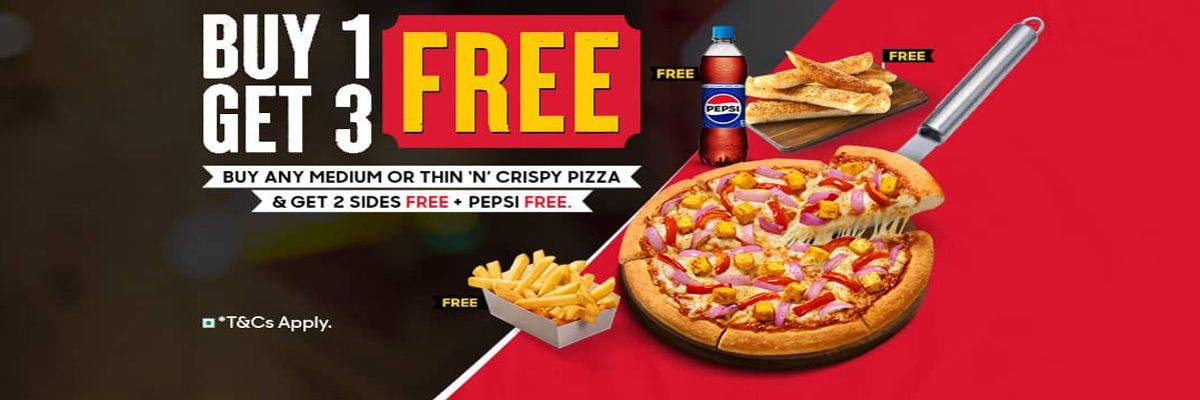 BUY 1
GET 3
FREE
BUY ANY MEDIUM OR THIN 'N' CRISPY PIZZA
& GET 2 SIDES FREE + PEPSI FREE.
FREE
PEPSI
FREE
FREE
*T&Cs Apply.